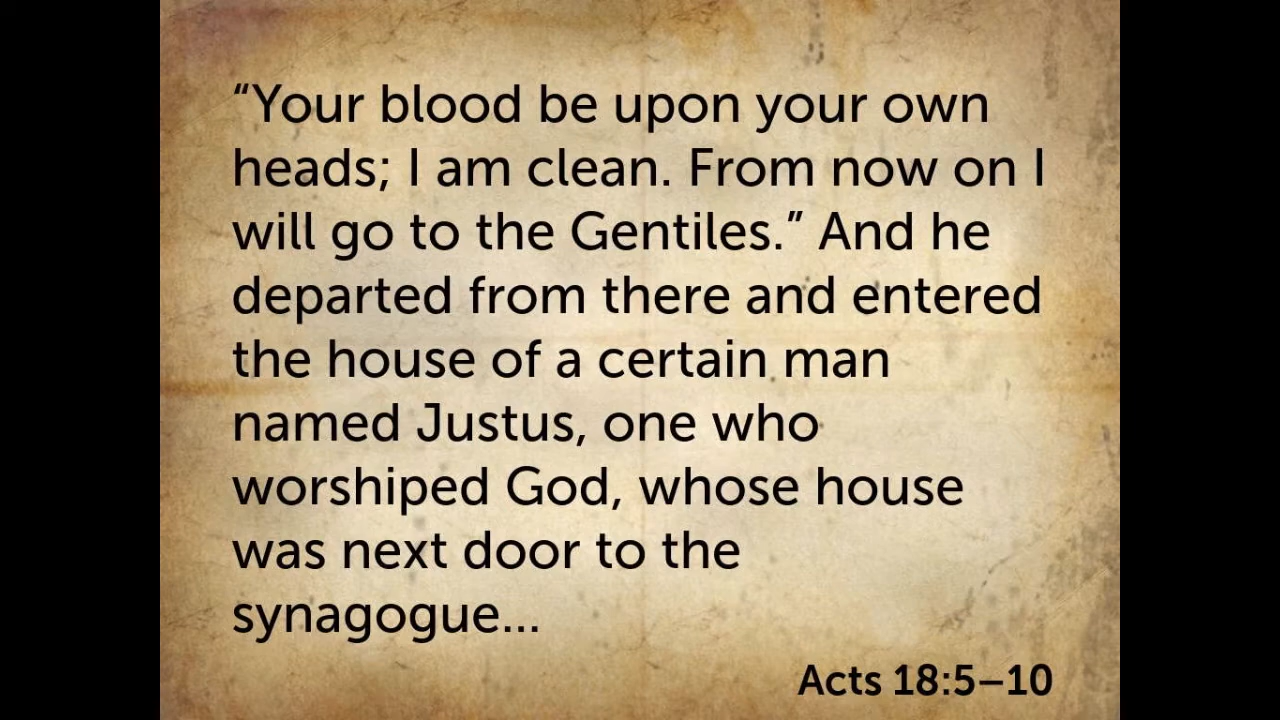 “Your blood be upon your own
heads; I am clean. From now on I
will go to the Gentiles.” And he
departed from there and entered
the house of a certain man
named Justus, one who
worshiped God, whose house
was next door to the
synagogue...
Acts 18:5–10